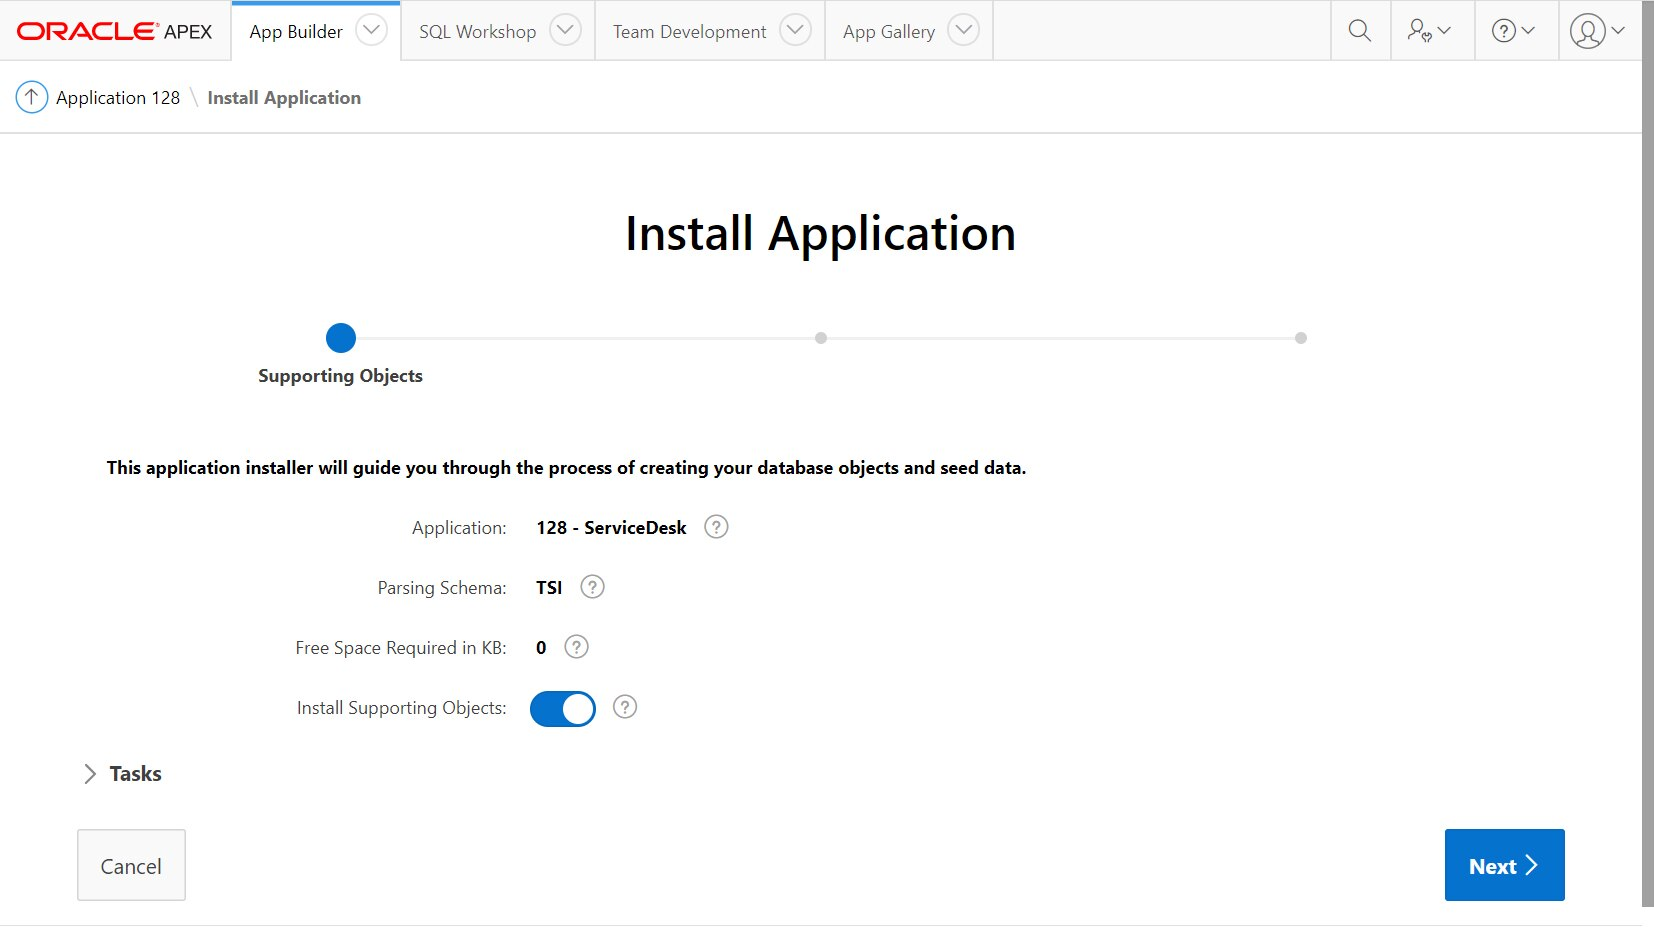 ORACLE APEX App Builder SQL Workshop Team Development App Gallery
Application 128 \ Install Application
Install Application
Supporting Objects
This application installer will guide you through the process of creating your database objects and seed data.
Application: 128 - ServiceDesk ?
Parsing Schema: TSI ?
Free Space Required in KB: 0 ?
Install Supporting Objects: ?
Tasks
Cancel Next